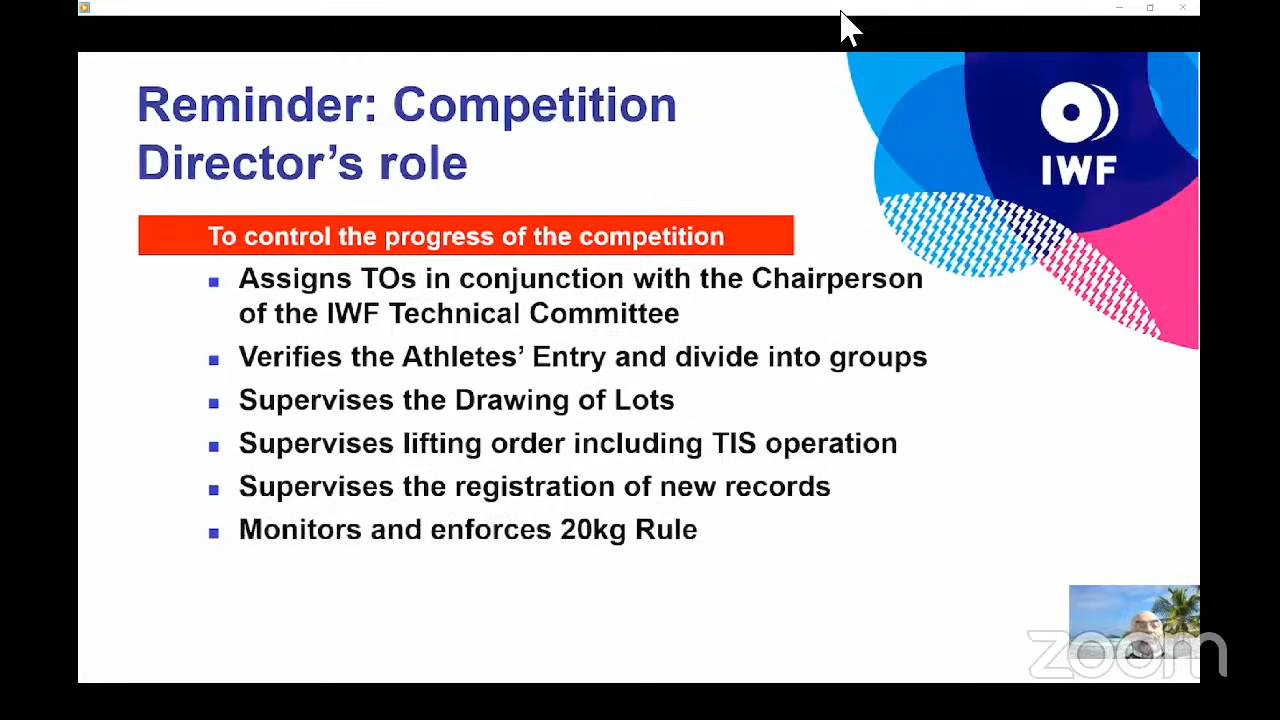 Reminder: Competition
Director’s role
IWF
To control the progress of the competition
Assigns TOs in conjunction with the Chairperson
of the IWF Technical Committee
Verifies the Athletes’ Entry and divide into groups
Supervises the Drawing of Lots
Supervises lifting order including TIS operation
Supervises the registration of new records
Monitors and enforces 20kg Rule
zoom